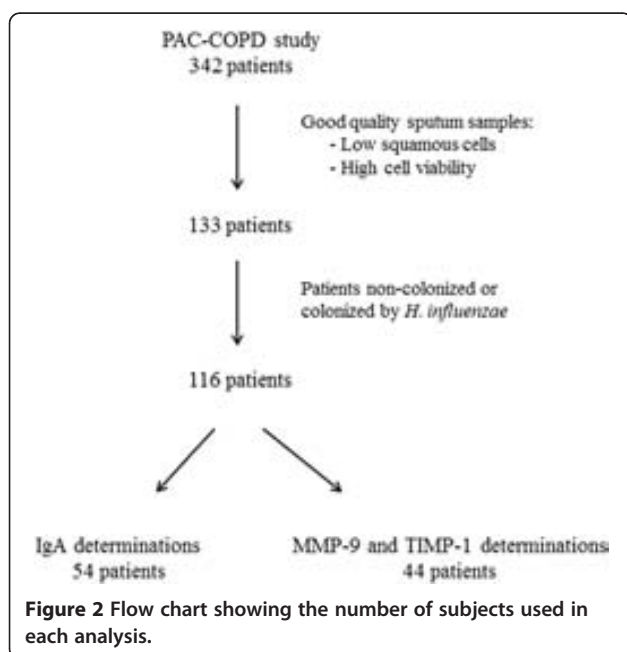 PAC-COPD study
342 patients
Good quality sputum samples:
- Low squamous cells
- High cell viability
133 patients
Patients non-colonized or
colonized by H. influenzae
116 patients
IgA determinations
54 patients
MMP-9 and TIMP-1 determinations
44 patients
Figure 2 Flow chart showing the number of subjects used in
each analysis.